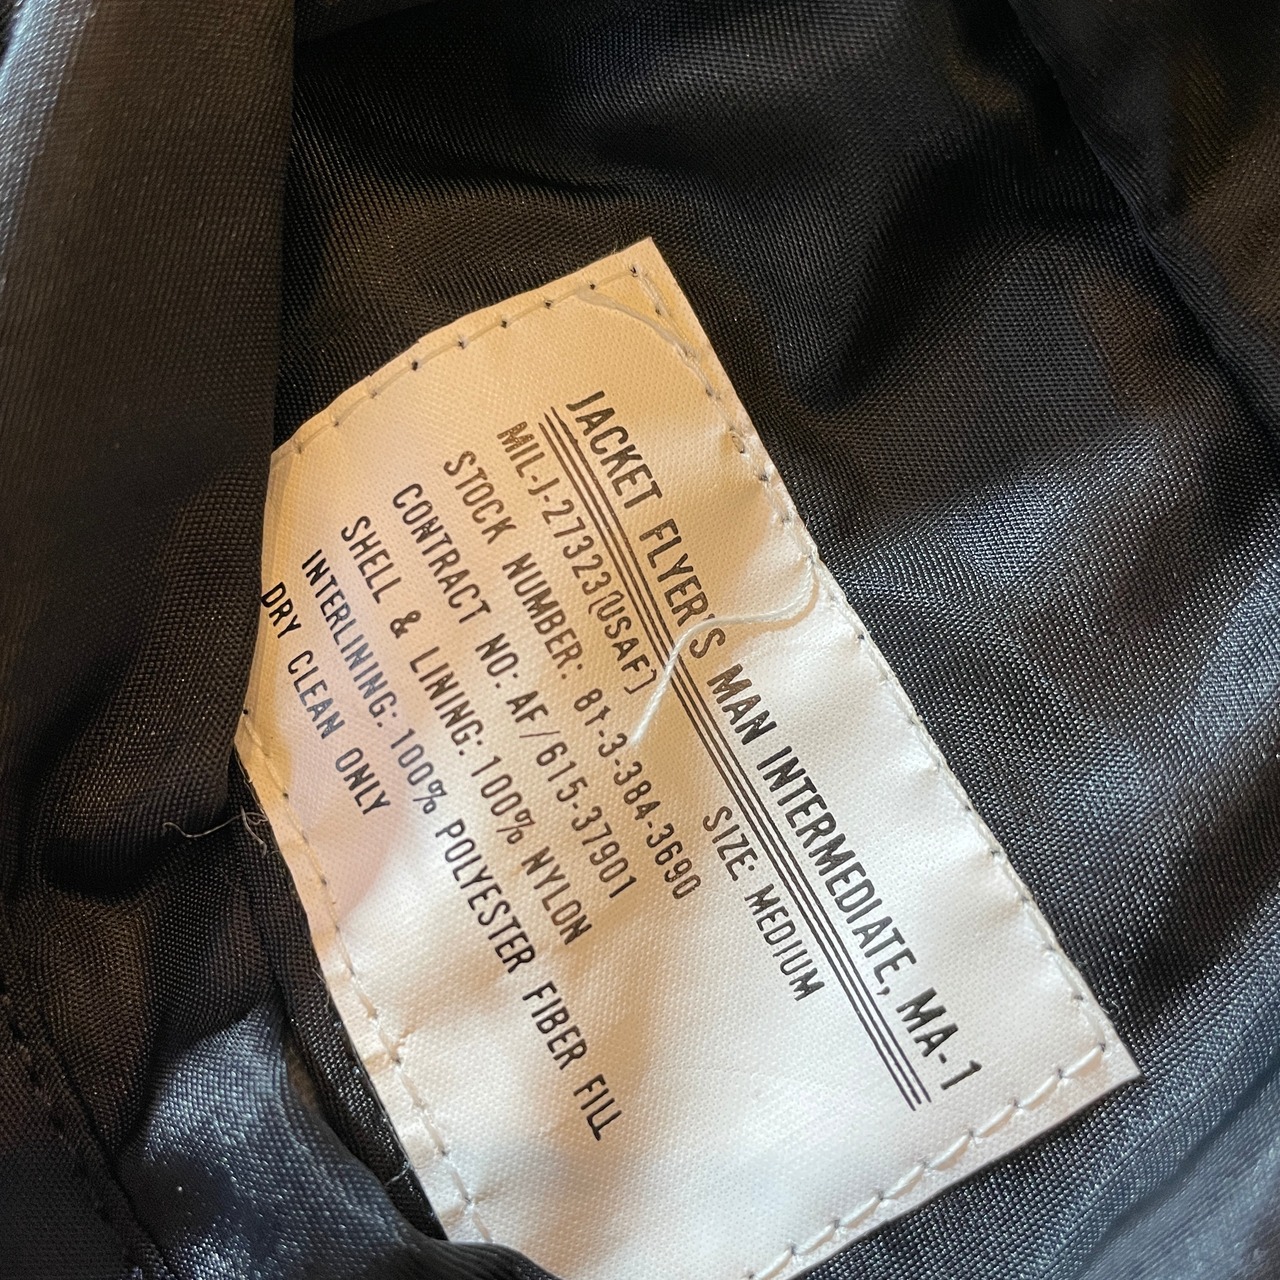 JACKET FLYER'S MAN INTERMEDIATE, MA-1
SIZE: MEDIUM
MIL-J-27323(USAF)
STOCK NUMBER: 81-3-384-3690
CONTRACT NO: AF/615-37901
SHELL & LINING: 100% NYLON
INTERLINING: 100% POLYESTER FIBER FILL
DRY CLEAN ONLY